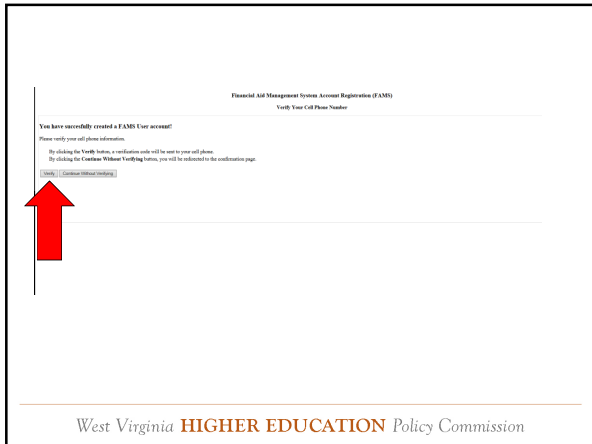 Financial Aid Management System Account Registration (FAMS)
Verify Your Cell Phone Number
You have succesfully created a FAMS User account!
Please verify your cell phone information.
By clicking the Verify button, a verification code will be sent to your cell phone.
By clicking the Continue Without Verifying button, you will be redirected to the confirmation page.
Verify Continue Without Verifying
West Virginia HIGHER EDUCATION Policy Commission